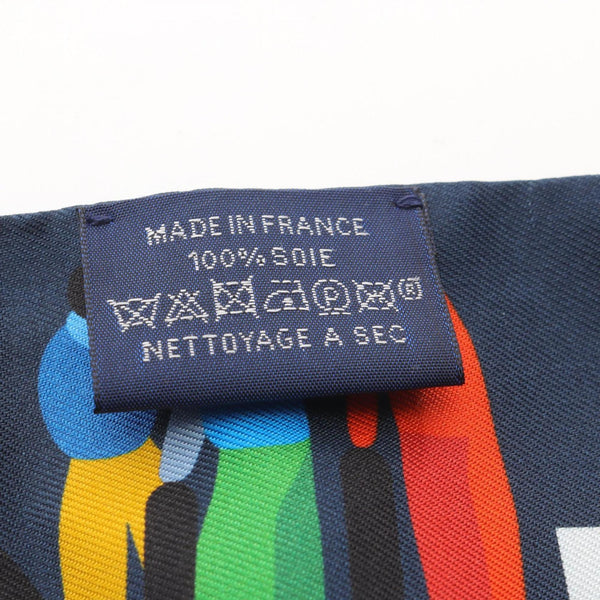 MADE IN FRANCE
100% SOIE
P ®
NETTOYAGE A SEC